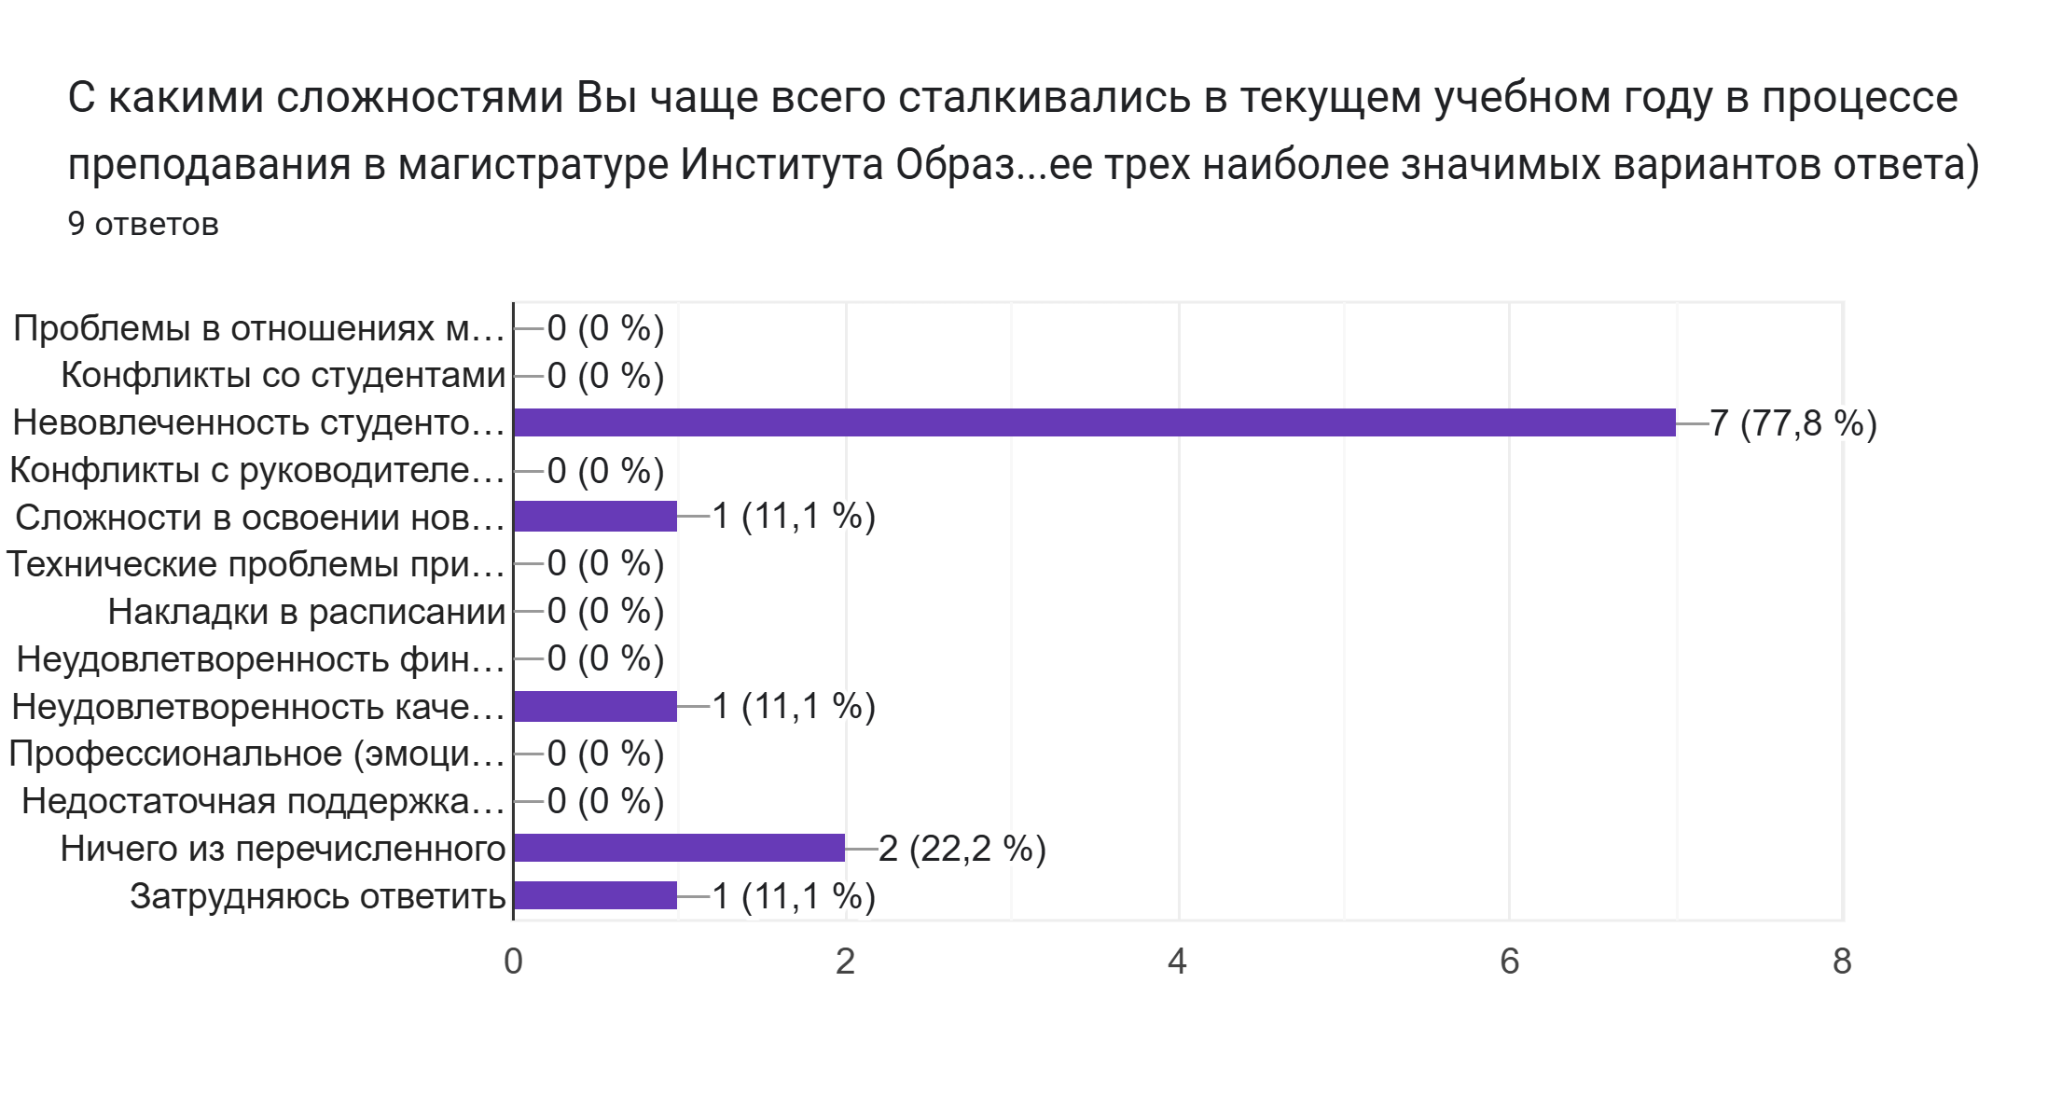 С какими сложностями Вы чаще всего сталкивались в текущем учебном году в процессе
преподавания в магистратуре Института Образ...ее трех наиболее значимых вариантов ответа)
9 ответов
Проблемы в отношениях м… 0 (0 %)
Конфликты со студентами 0 (0 %)
Невовлеченность студенто… 7 (77,8 %)
Конфликты с руководителе… 0 (0 %)
Сложности в освоении нов… 1 (11,1 %)
Технические проблемы при… 0 (0 %)
Накладки в расписании 0 (0 %)
Неудовлетворенность фин… 0 (0 %)
Неудовлетворенность каче… 1 (11,1 %)
Профессиональное (эмоци… 0 (0 %)
Недостаточная поддержка… 0 (0 %)
Ничего из перечисленного 2 (22,2 %)
Затрудняюсь ответить 1 (11,1 %)
0 2 4 6 8